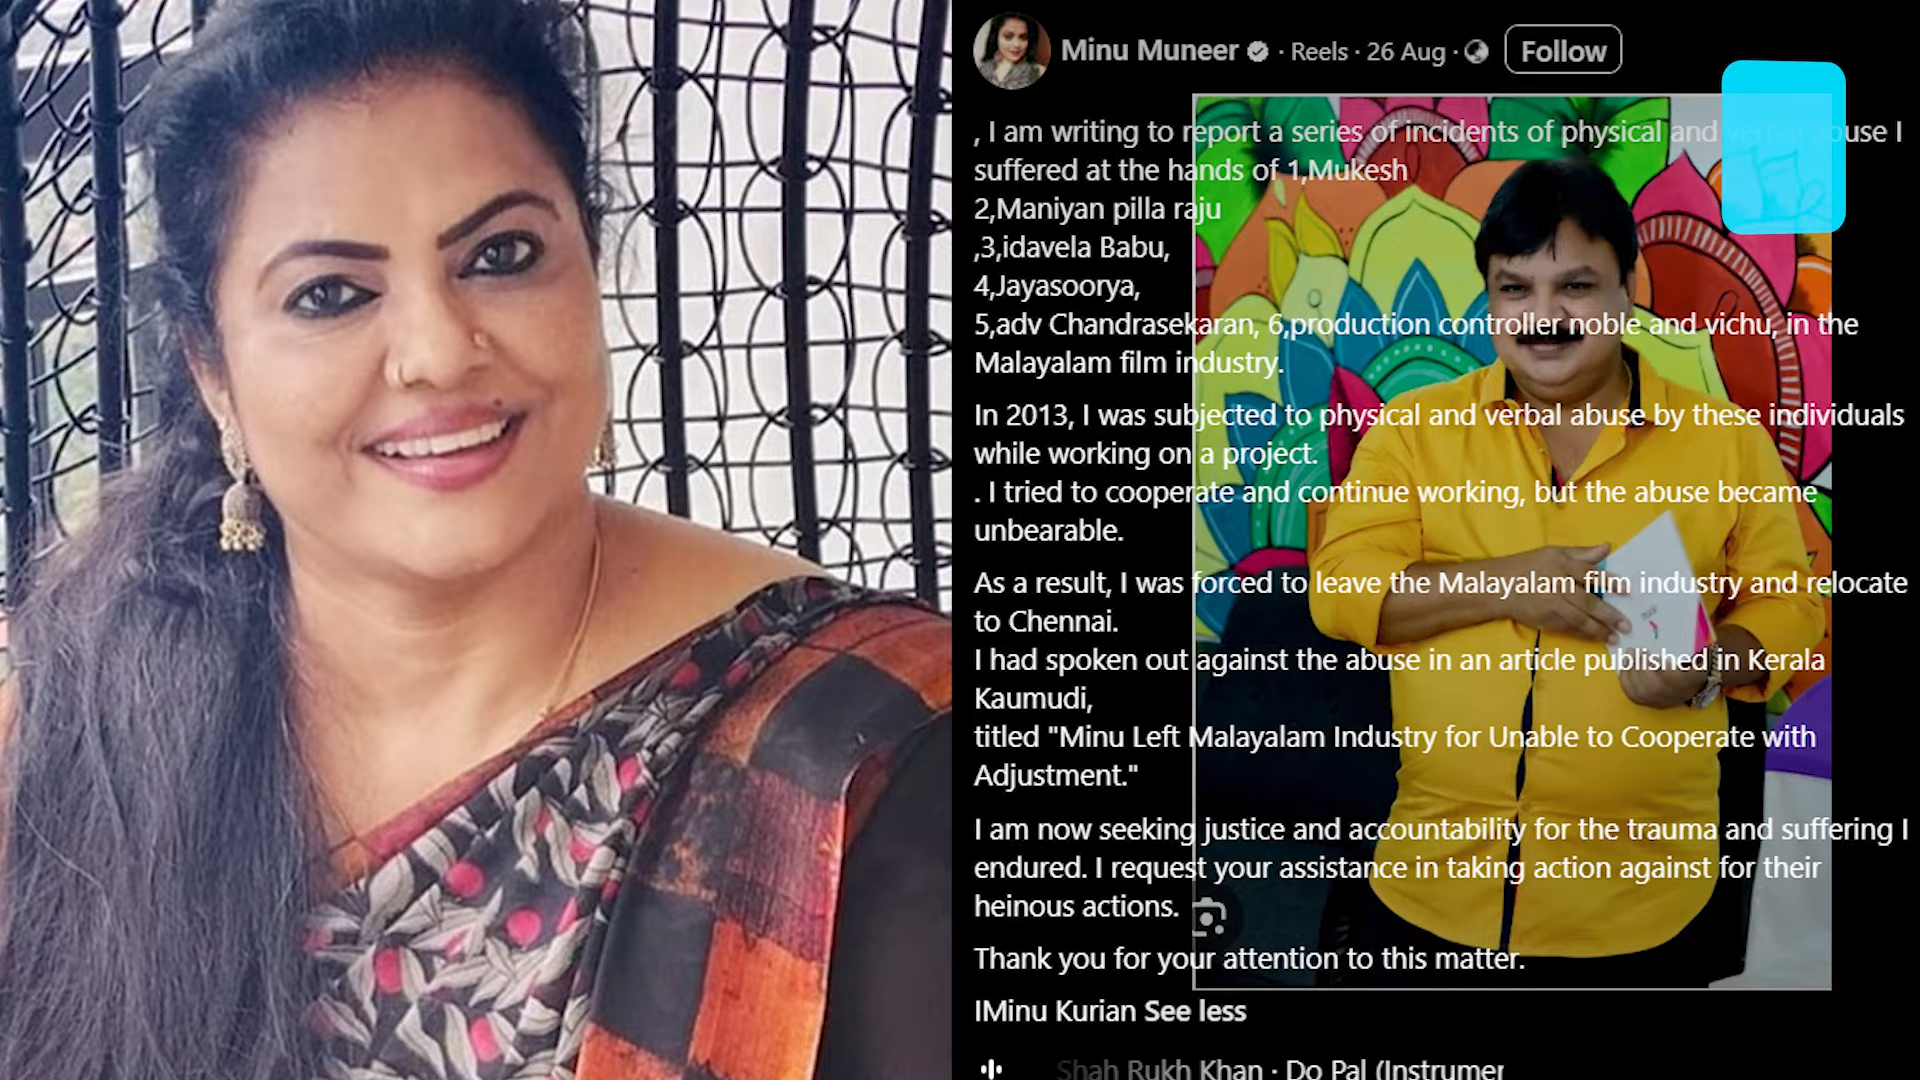 Minu Muneer · Reels · 26 Aug · Follow
, I am writing to report a series of incidents of physical and verbal abuse I
suffered at the hands of 1,Mukesh
2,Maniyan pilla raju
,3,idavela Babu,
4,Jayasoorya,
5,adv Chandrasekaran, 6,production controller noble and vichu, in the
Malayalam film industry.
In 2013, I was subjected to physical and verbal abuse by these individuals
while working on a project.
. I tried to cooperate and continue working, but the abuse became
unbearable.
As a result, I was forced to leave the Malayalam film industry and relocate
to Chennai.
I had spoken out against the abuse in an article published in Kerala
Kaumudi,
titled "Minu Left Malayalam Industry for Unable to Cooperate with
Adjustment."
I am now seeking justice and accountability for the trauma and suffering I
endured. I request your assistance in taking action against for their
heinous actions.
Thank you for your attention to this matter.
IMinu Kurian See less
Shah Rukh Khan · Do Pal (Instrumer